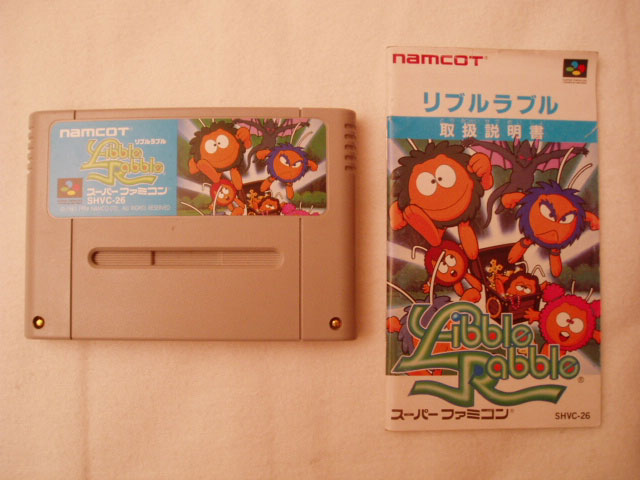 namcoT
リブルラブル
Libble
Rabble
スーパーファミコン
SHVC-26
namcoT
リブルラブル
取扱説明書
Libble
Rabble
スーパーファミコン
SHVC-26